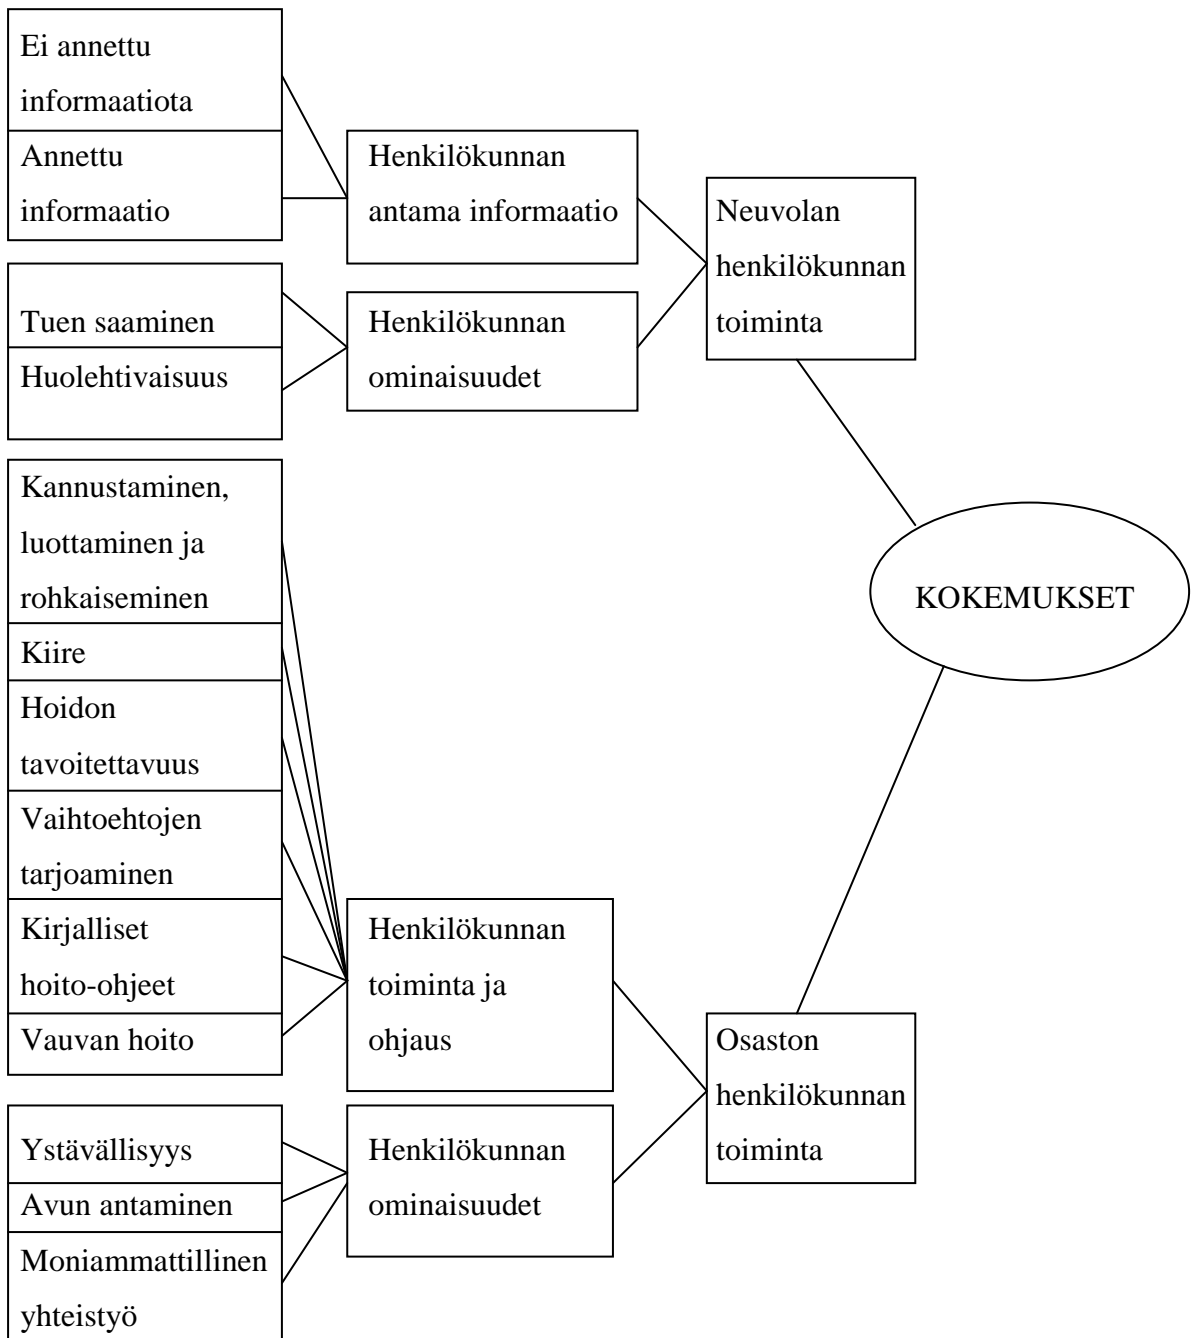 Ei annettu
informaatiota
Annettu
informaatio
Tuen saaminen
Huolehtivaisuus
Kannustaminen,
luottaminen ja
rohkaiseminen
Kiire
Hoidon
tavoitettavuus
Vaihtoehtojen
tarjoaminen
Kirjalliset
hoito-ohjeet
Vauvan hoito
Ystävällisyys
Avun antaminen
Moniammattillinen
yhteistyö
Henkilökunnan
antama informaatio
Henkilökunnan
ominaisuudet
Henkilökunnan
toiminta ja
ohjaus
Henkilökunnan
ominaisuudet
Neuvolan
henkilökunnan
toiminta
Osaston
henkilökunnan
toiminta
KOKEMUKSET